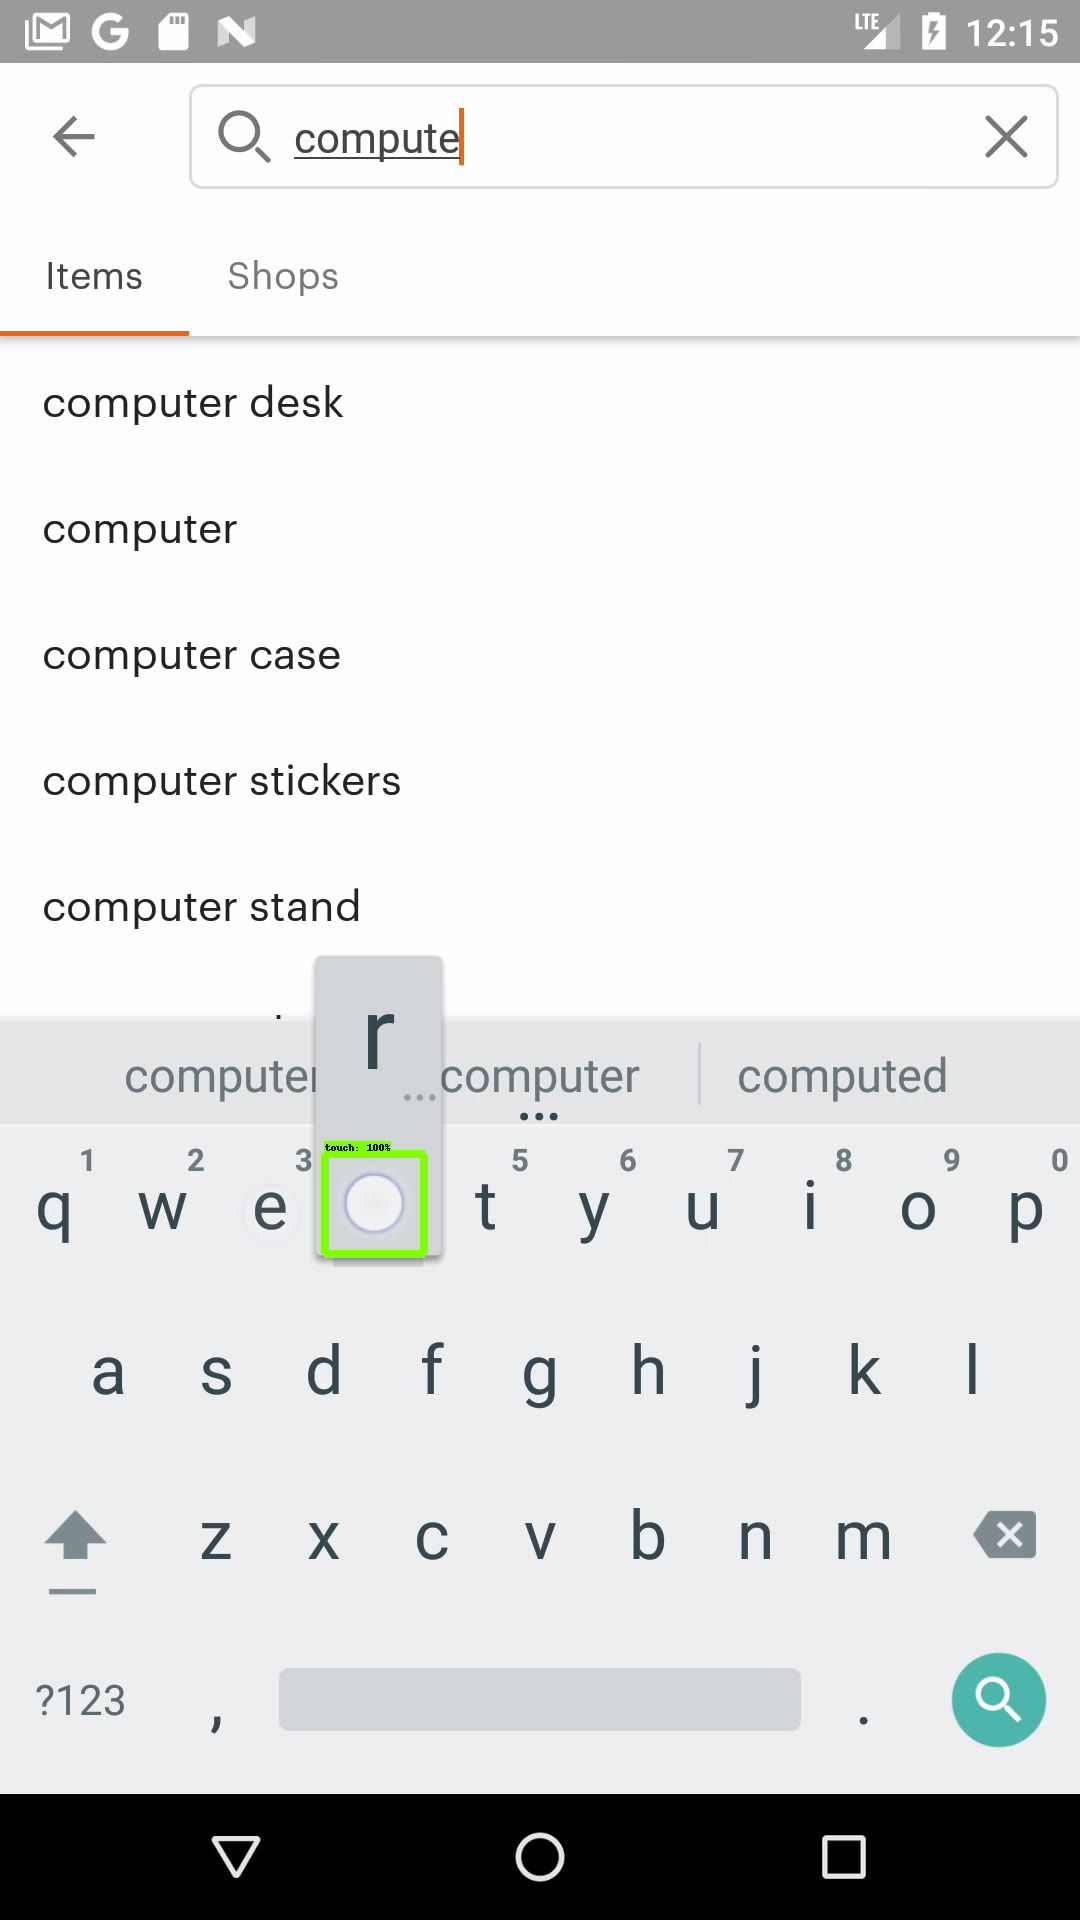 LTE 12:15
compute
Items Shops
computer desk
computer
computer case
computer stickers
computer stand
r
computer computer computed
touch: 100%
1 2 3 5 6 7 8 9 0
q w e t y u i o p
a s d f g h j k l
z x c v b n m
?123 , .